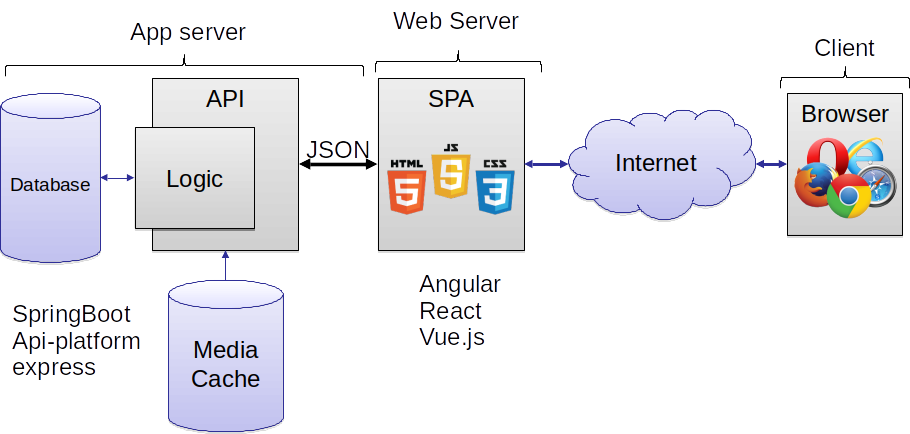 App server
Web Server
Client
API
SPA
Browser
Database
Logic
JSON
HTML
5
JS
5
CSS
3
Internet
SpringBoot
Api-platform
express
Media
Cache
Angular
React
Vue.js